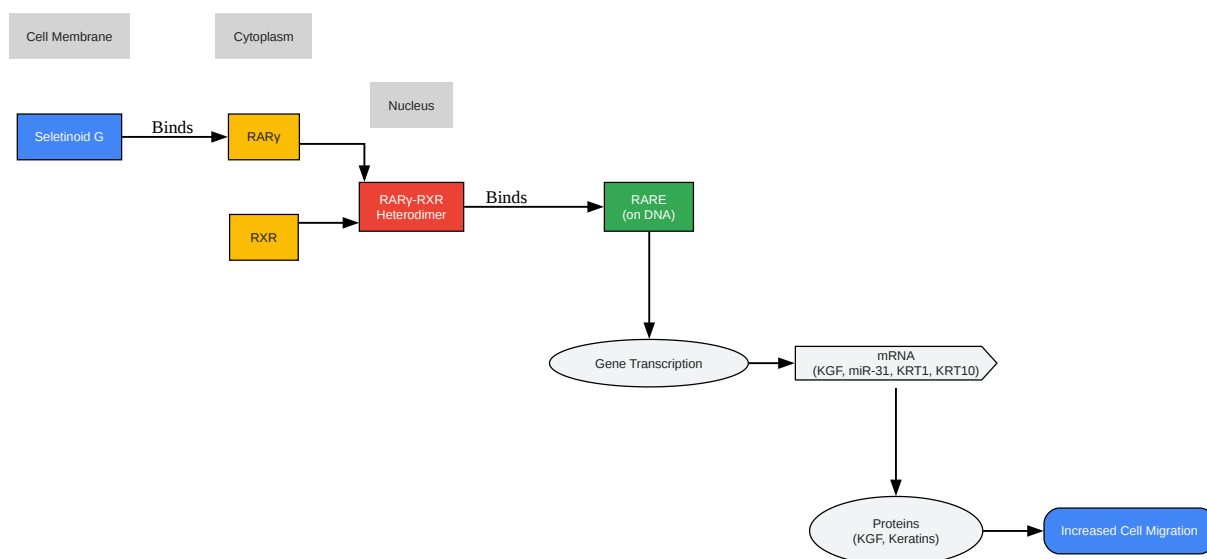 Cell Membrane
Cytoplasm
Nucleus
Seletinoid G
Binds
RARγ
RARγ-RXR
Heterodimer
Binds
RARE
(on DNA)
RXR
Gene Transcription
mRNA
(KGF, miR-31, KRT1, KRT10)
Proteins
(KGF, Keratins)
Increased Cell Migration